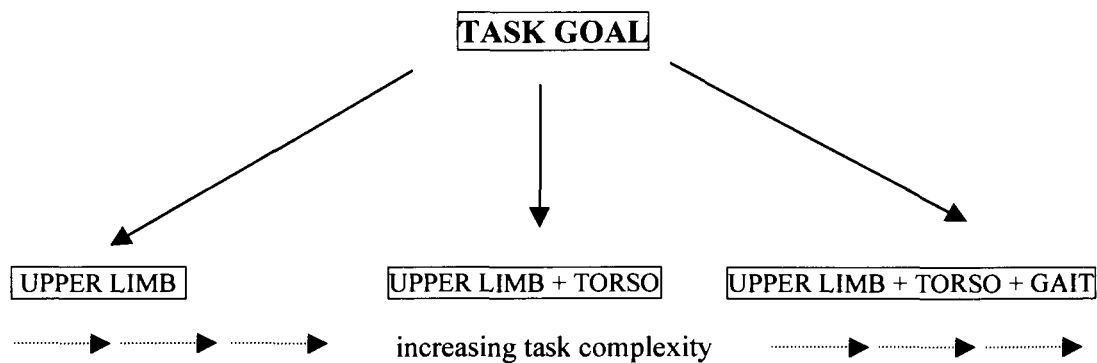 TASK GOAL
UPPER LIMB
UPPER LIMB + TORSO
UPPER LIMB + TORSO + GAIT
increasing task complexity